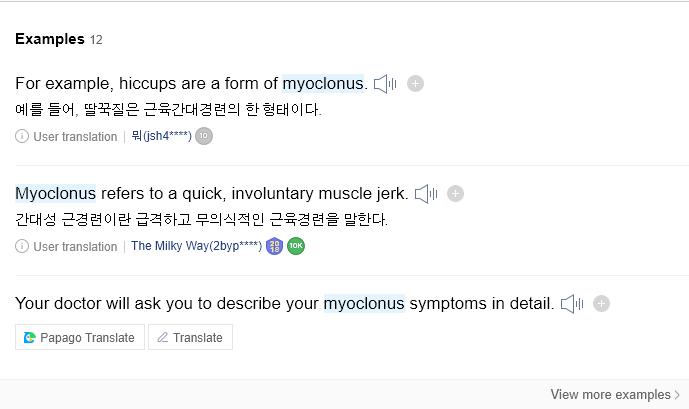 Examples 12
For example, hiccups are a form of myoclonus.
예를 들어, 딸꾹질은 근육간대경련의 한 형태이다.
User translation | 뭐(jsh4****) 10
Myoclonus refers to a quick, involuntary muscle jerk.
간대성 근경련이란 급격하고 무의식적인 근육경련을 말한다.
User translation | The Milky Way(2byp****) 2018 10K
Your doctor will ask you to describe your myoclonus symptoms in detail.
Papago Translate Translate
View more examples